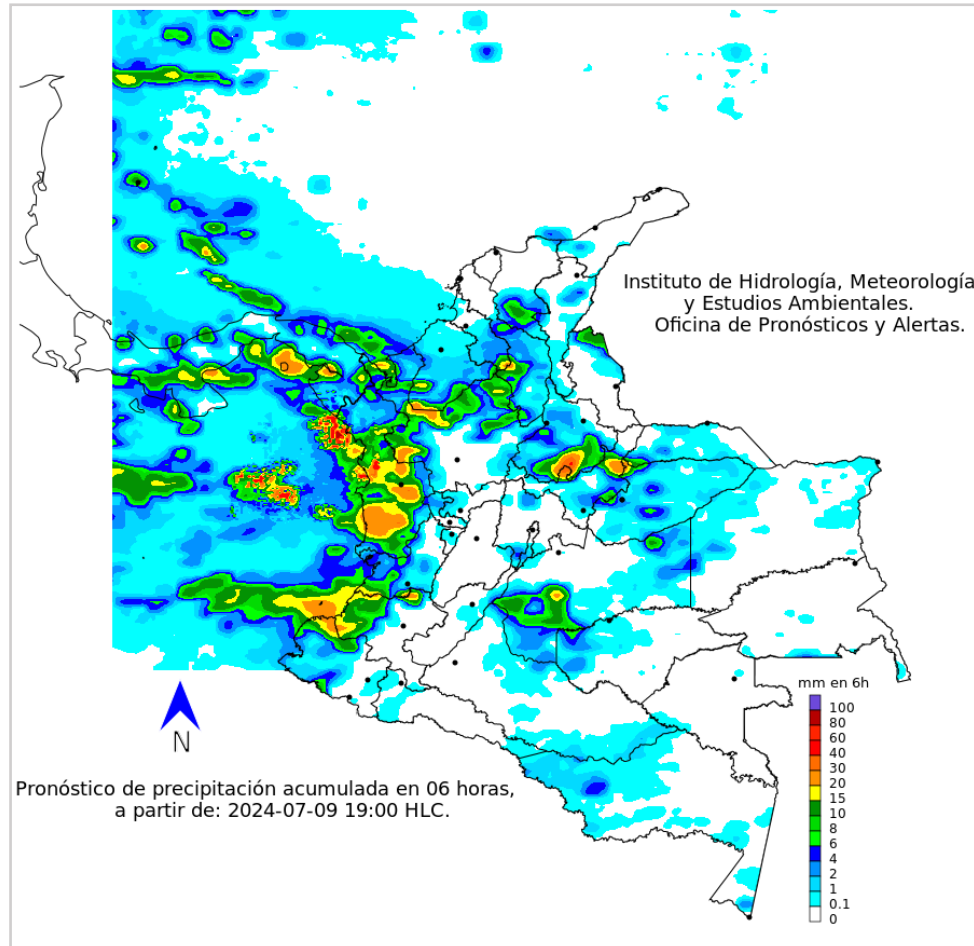 Instituto de Hidrología, Meteorología
y Estudios Ambientales.
Oficina de Pronósticos y Alertas.
mm en 6h
100
80
60
40
30
20
15
10
8
6
4
2
1
0.1
0
N
Pronóstico de precipitación acumulada en 06 horas,
a partir de: 2024-07-09 19:00 HLC.